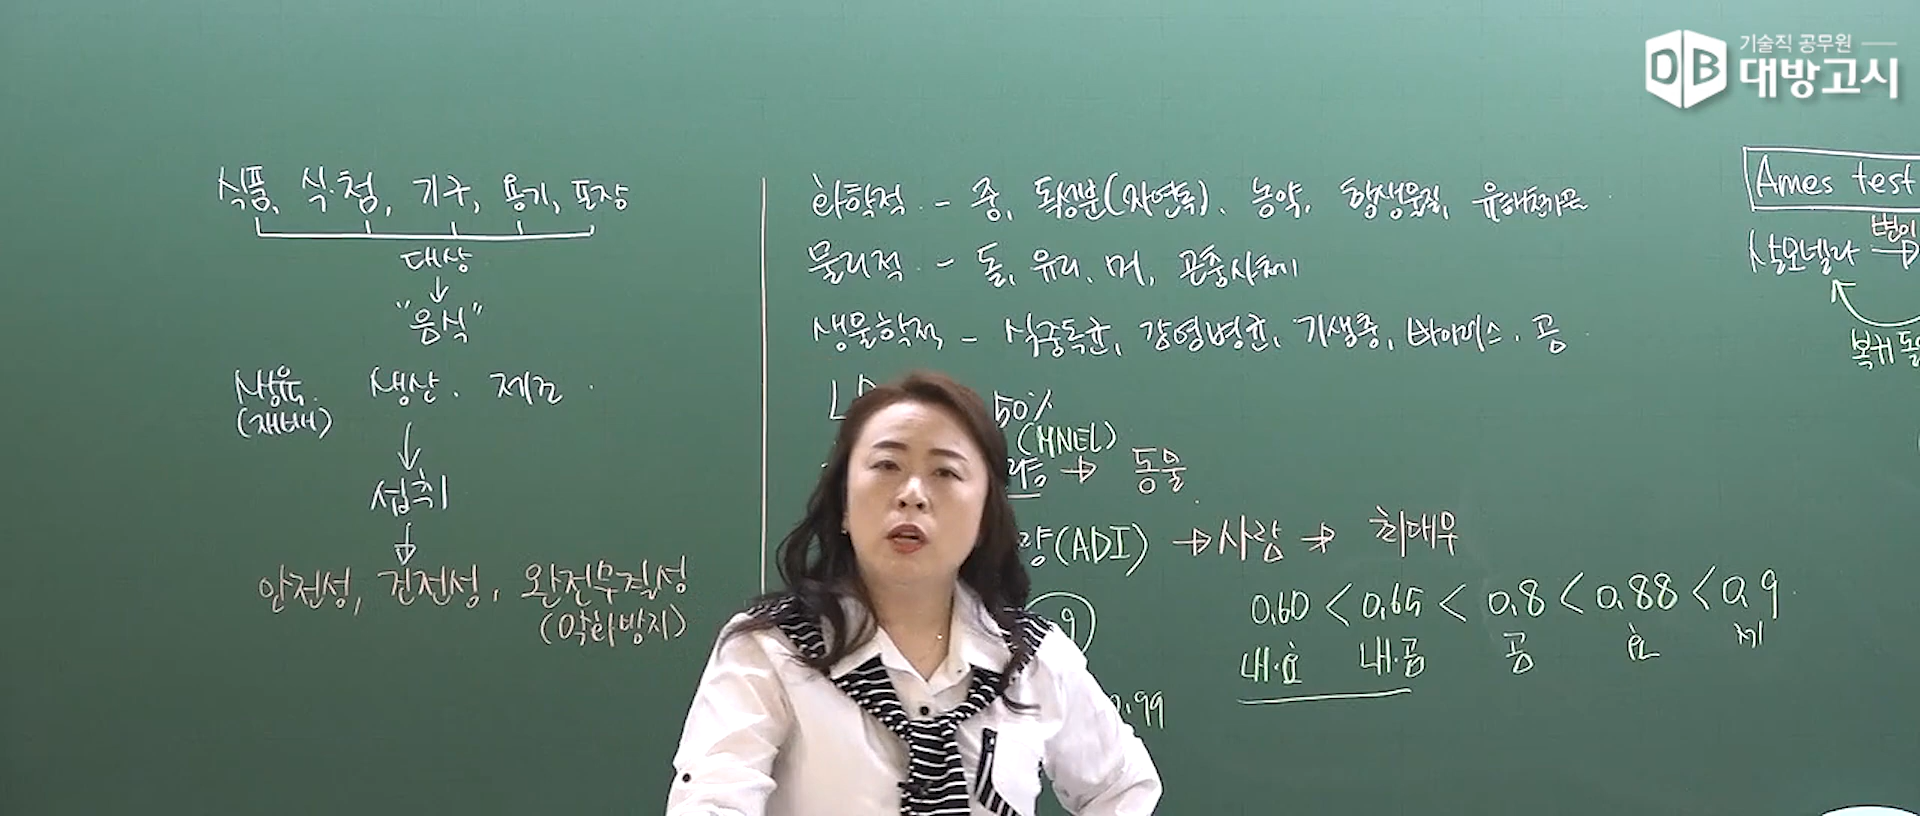 기술직 공무원
대방고시
식품, 식·첨, 기구, 용기, 포장
대상
"음식"
생육. 생산. 제조.
(재배)
섭취
안전성, 건전성, 완전무결성
(악화방지)
화학적 - 중, 독성분(자연독), 농약, 항생물질, 유해첨가물
물리적 - 돌, 유리, 머, 곤충사체
생물학적 - 식중독균, 감염병균, 기생충, 바이러스. 곰
50%
(MNEL)
→ 동물
량(ADI) → 사람 → 최대무
0.60 < 0.65 < 0.8 < 0.88 < 0.9
내·효 내·곰 곰 효 세
0.99
Ames test
살모넬라 변이→
복귀돌